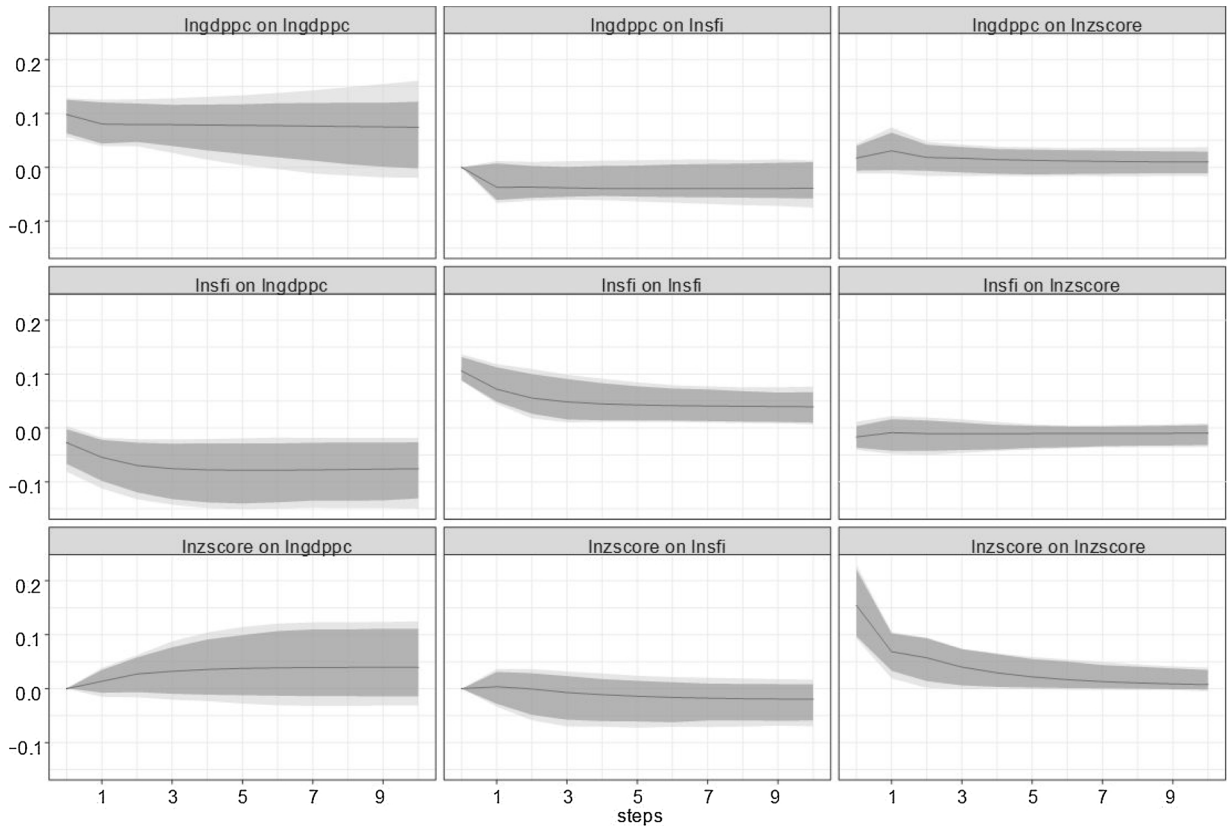 lngdppc on lngdppc
lngdppc on lnsfi
lngdppc on lnzscore
0.2
0.1
0.0
−0.1
lnsfi on lngdppc
lnsfi on lnsfi
lnsfi on lnzscore
0.2
0.1
0.0
−0.1
lnzscore on lngdppc
lnzscore on lnsfi
lnzscore on lnzscore
0.2
0.1
0.0
−0.1
1 3 5 7 9
1 3 5 7 9
1 3 5 7 9
steps